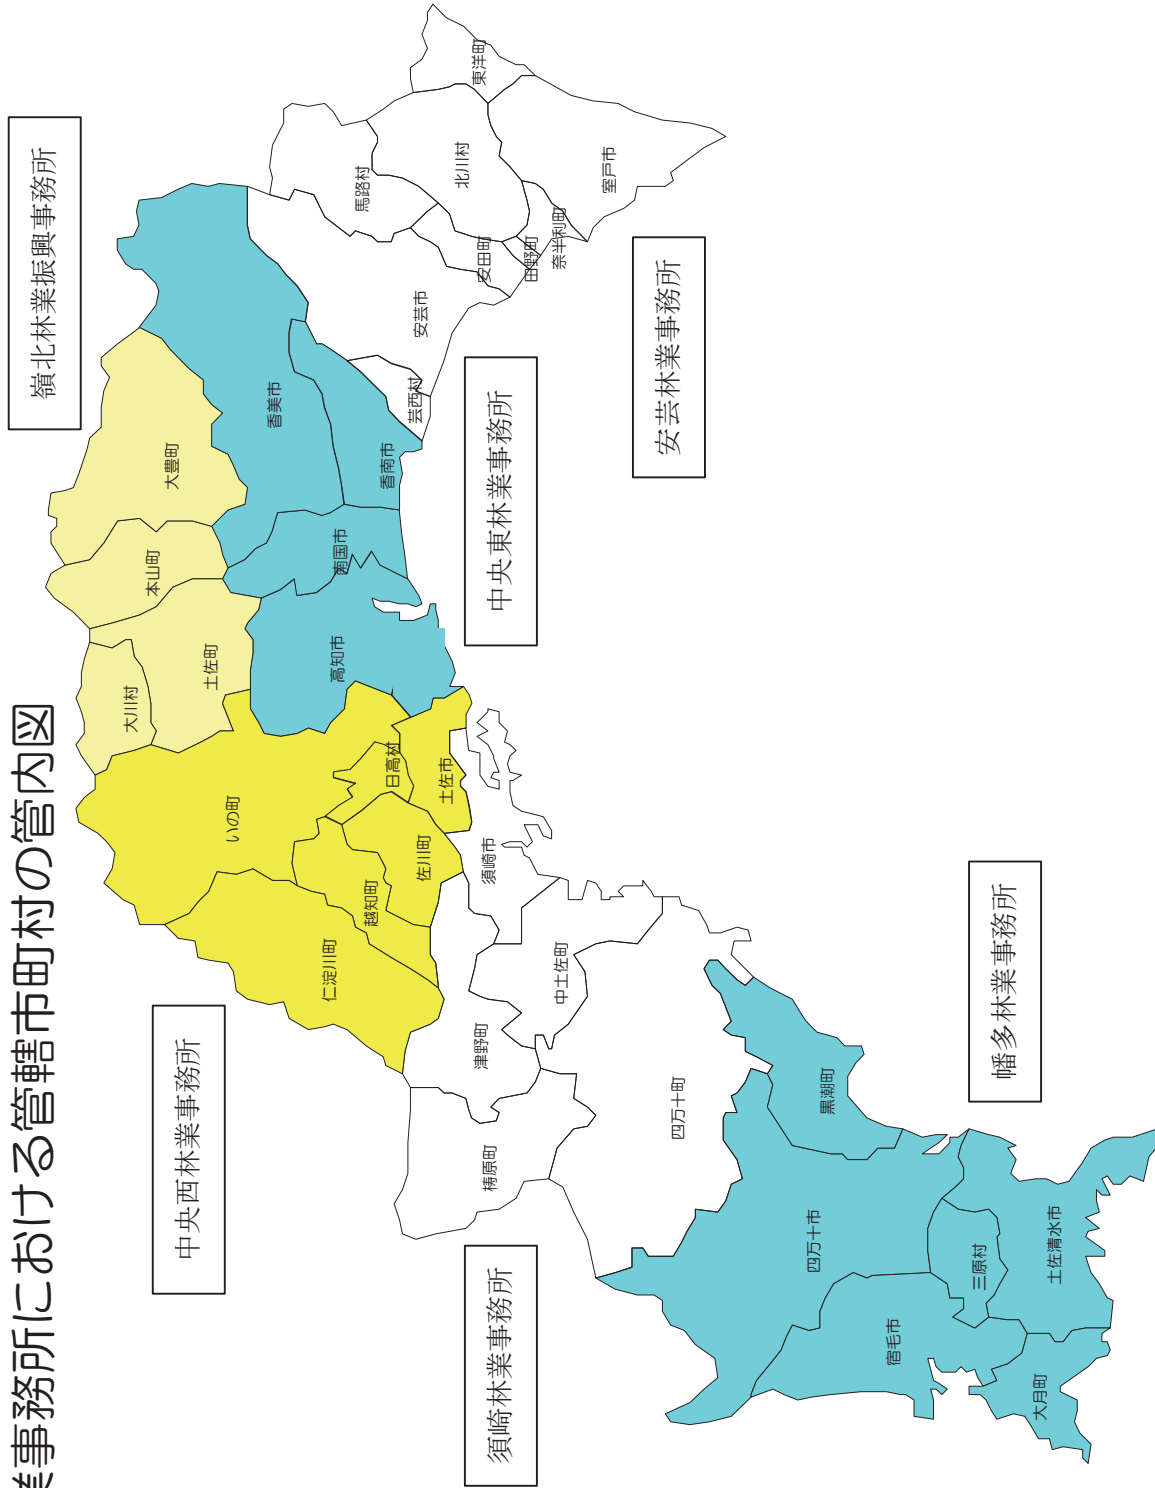 事務所における管轄市町村の管内図
嶺北林業振興事務所
中央西林業事務所
大川村
本山町
大豊町
土佐町
いの町
香美市
仁淀川町
高知市
南国市
馬路村
越知町
日高村
香南市
佐川町
芸西村
安芸市
土佐市
北川村
東洋町
津野町
安田町
梼原町
須崎市
須崎林業事務所
中央東林業事務所
田野町
奈半利町
中土佐町
室戸市
安芸林業事務所
四万十町
四万十市
黒潮町
宿毛市
三原村
幡多林業事務所
大月町
土佐清水市